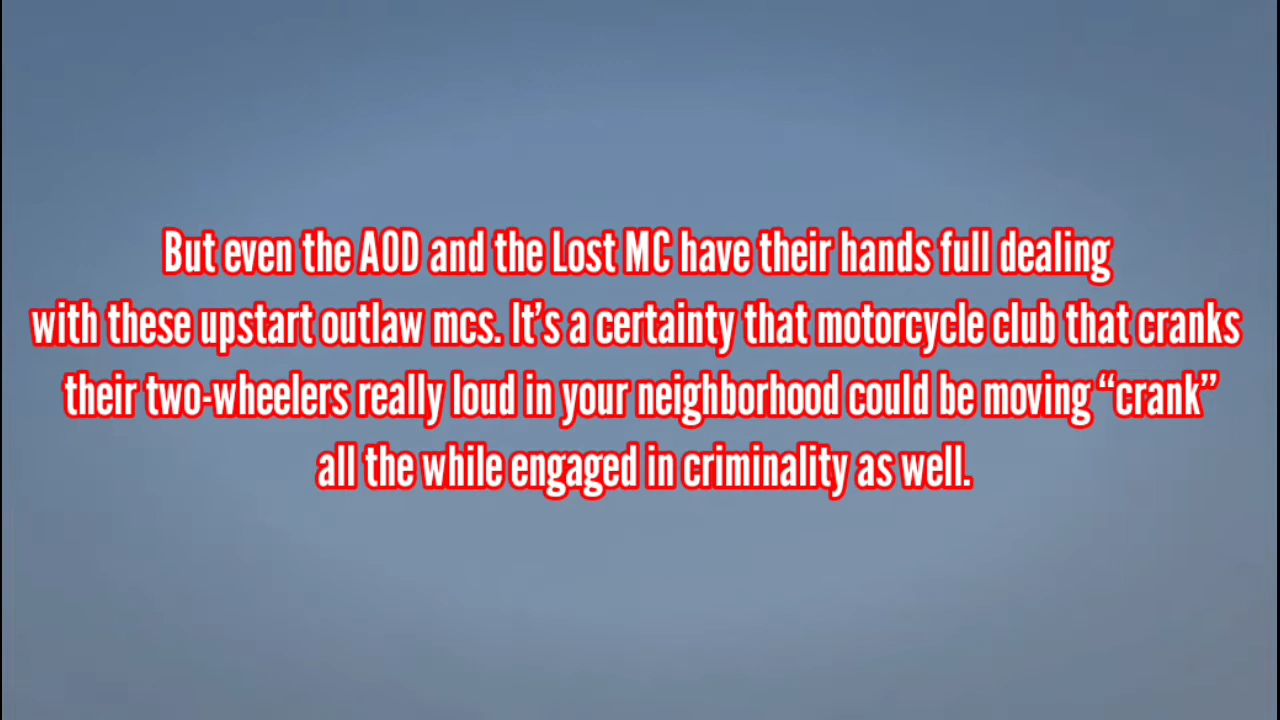 But even the AOD and the Lost MC have their hands full dealing
with these upstart outlaw mcs. It’s a certainty that motorcycle club that cranks
their two-wheelers really loud in your neighborhood could be moving “crank”
all the while engaged in criminality as well.